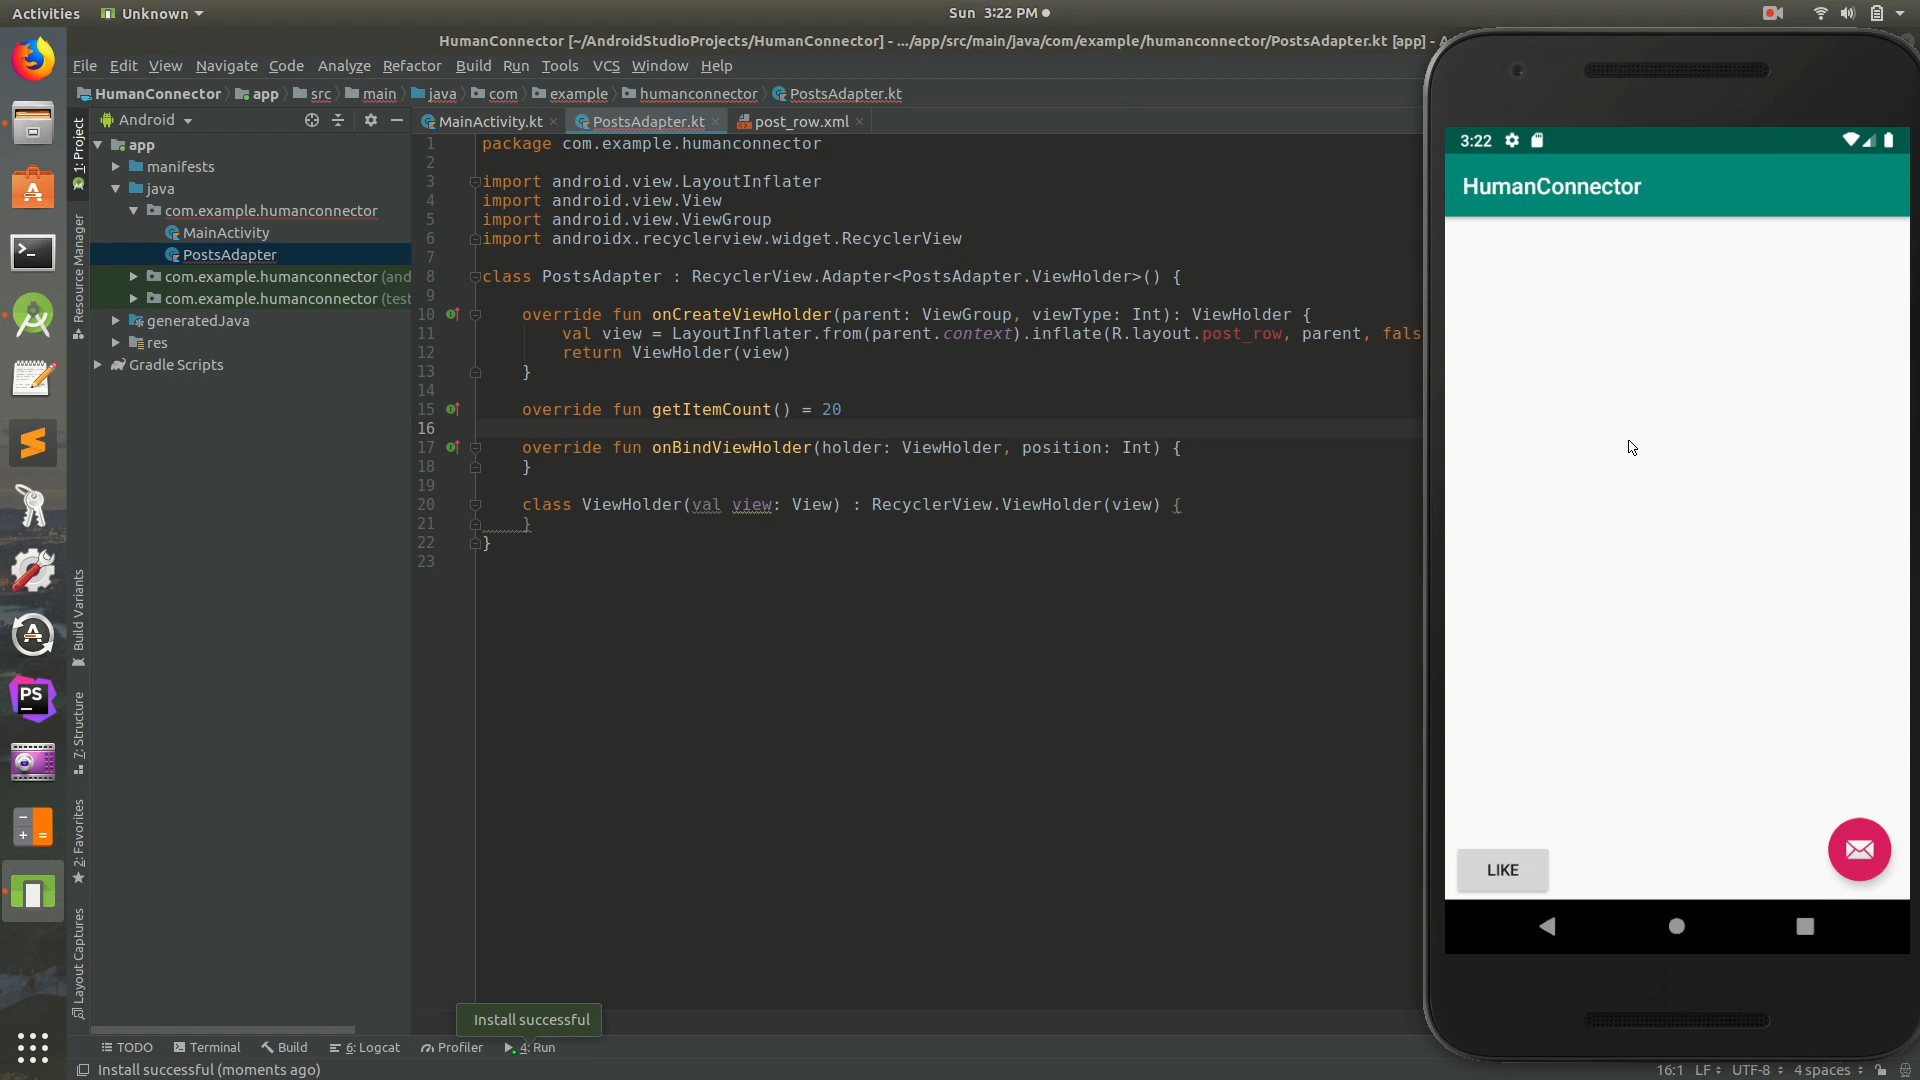 Activities
Unknown
Sun 3:22 PM
HumanConnector [~/AndroidStudioProjects/HumanConnector] - .../app/src/main/java/com/example/humanconnector/PostsAdapter.kt [app] - A
File Edit View Navigate Code Analyze Refactor Build Run Tools VCS Window Help
HumanConnector app src main java com example humanconnector PostsAdapter.kt
Android
MainActivity.kt PostsAdapter.kt post_row.xml
1: Project
Resource Manager
Build Variants
7: Structure
2: Favorites
Layout Captures
app
manifests
java
com.example.humanconnector
MainActivity
PostsAdapter
com.example.humanconnector (and
com.example.humanconnector (test
generatedJava
res
Gradle Scripts
1 package com.example.humanconnector
2
3 import android.view.LayoutInflater
4 import android.view.View
5 import android.view.ViewGroup
6 import androidx.recyclerview.widget.RecyclerView
7
8 class PostsAdapter : RecyclerView.Adapter<PostsAdapter.ViewHolder>() {
9
10 override fun onCreateViewHolder(parent: ViewGroup, viewType: Int): ViewHolder {
11 val view = LayoutInflater.from(parent.context).inflate(R.layout.post_row, parent, fals
12 return ViewHolder(view)
13 }
14
15 override fun getItemCount() = 20
16
17 override fun onBindViewHolder(holder: ViewHolder, position: Int) {
18 }
19
20 class ViewHolder(val view: View) : RecyclerView.ViewHolder(view) {
21 }
22 }
23
3:22
HumanConnector
LIKE
PS
Install successful
TODO Terminal Build 6: Logcat Profiler 4: Run
Install successful (moments ago)
16:1 LF UTF-8 4 spaces